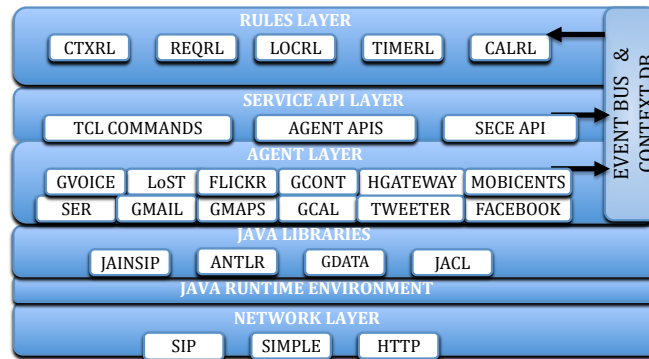 RULES LAYER
CTXRL REQRL LOCRL TIMERL CALRL
SERVICE API LAYER
TCL COMMANDS AGENT APIS SECE API
AGENT LAYER
GVOICE LoST FLICKR GCONT HGATEWAY MOBICENTS
SER GMAIL GMAPS GCAL TWEETER FACEBOOK
JAVA LIBRARIES
JAINSIP ANTLR GDATA JACL
JAVA RUNTIME ENVIRONMENT
NETWORK LAYER
SIP SIMPLE HTTP
EVENT BUS &
CONTEXT DB